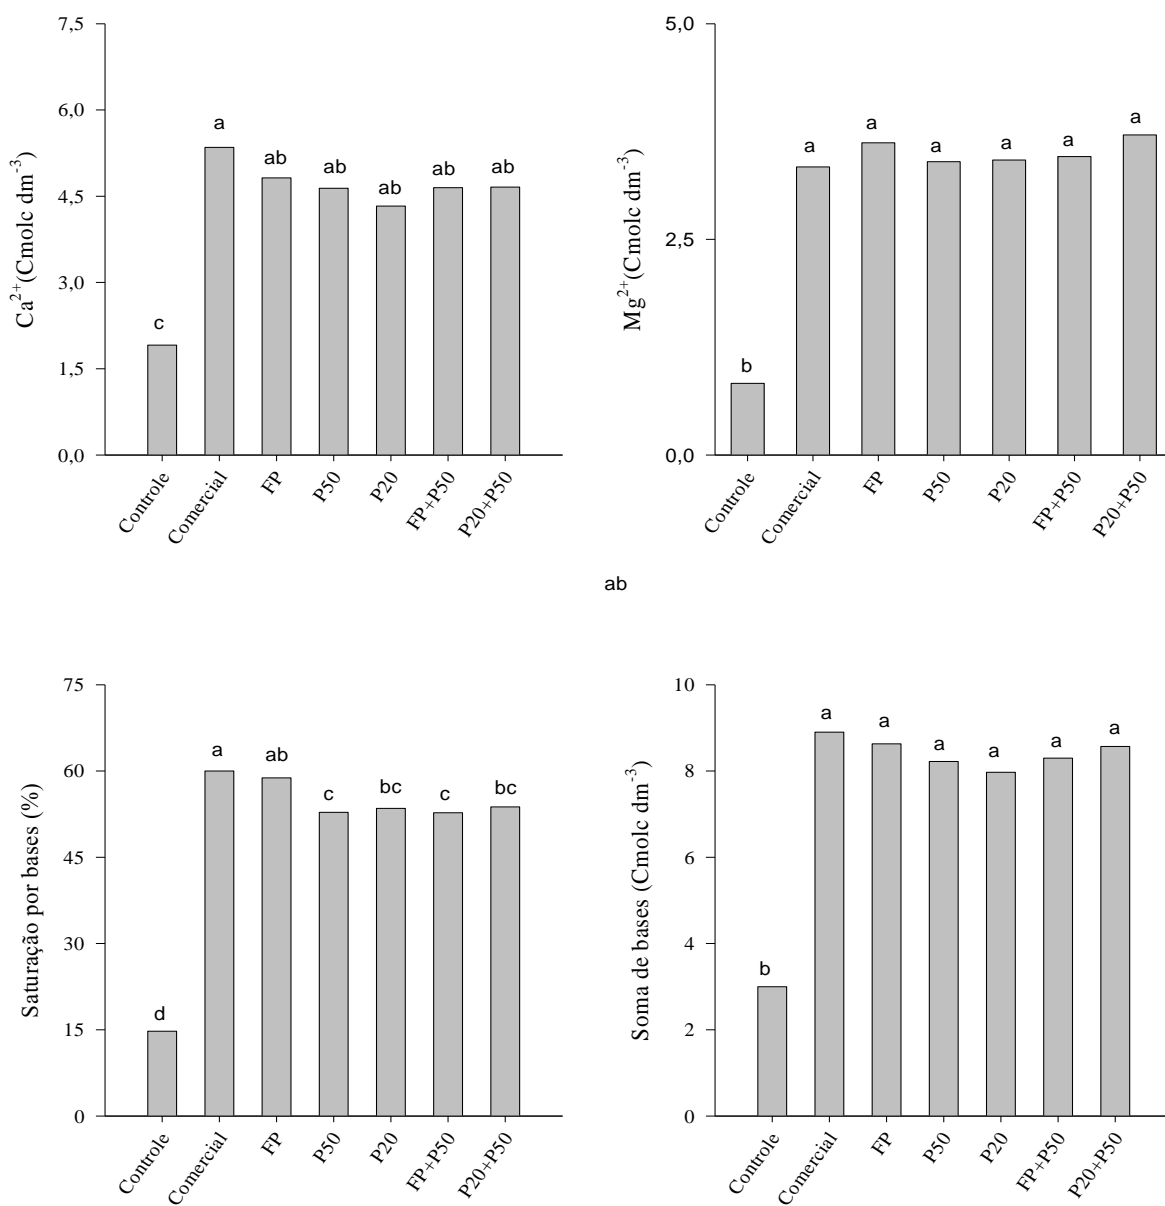 Ca2+(Cmolc dm-3)
7,5
6,0
4,5
3,0
1,5
0,0
c
a
ab
ab
ab
ab
ab
Controle
Comercial
FP
P50
P20
FP+P50
P20+P50
Mg2+(Cmolc dm-3)
5,0
2,5
0,0
b
a
a
a
a
a
a
Controle
Comercial
FP
P50
P20
FP+P50
P20+P50
ab
Saturação por bases (%)
75
60
45
30
15
0
d
a
ab
c
bc
c
bc
Controle
Comercial
FP
P50
P20
FP+P50
P20+P50
Soma de bases (Cmolc dm-3)
10
8
6
4
2
0
b
a
a
a
a
a
a
Controle
Comercial
FP
P50
P20
FP+P50
P20+P50